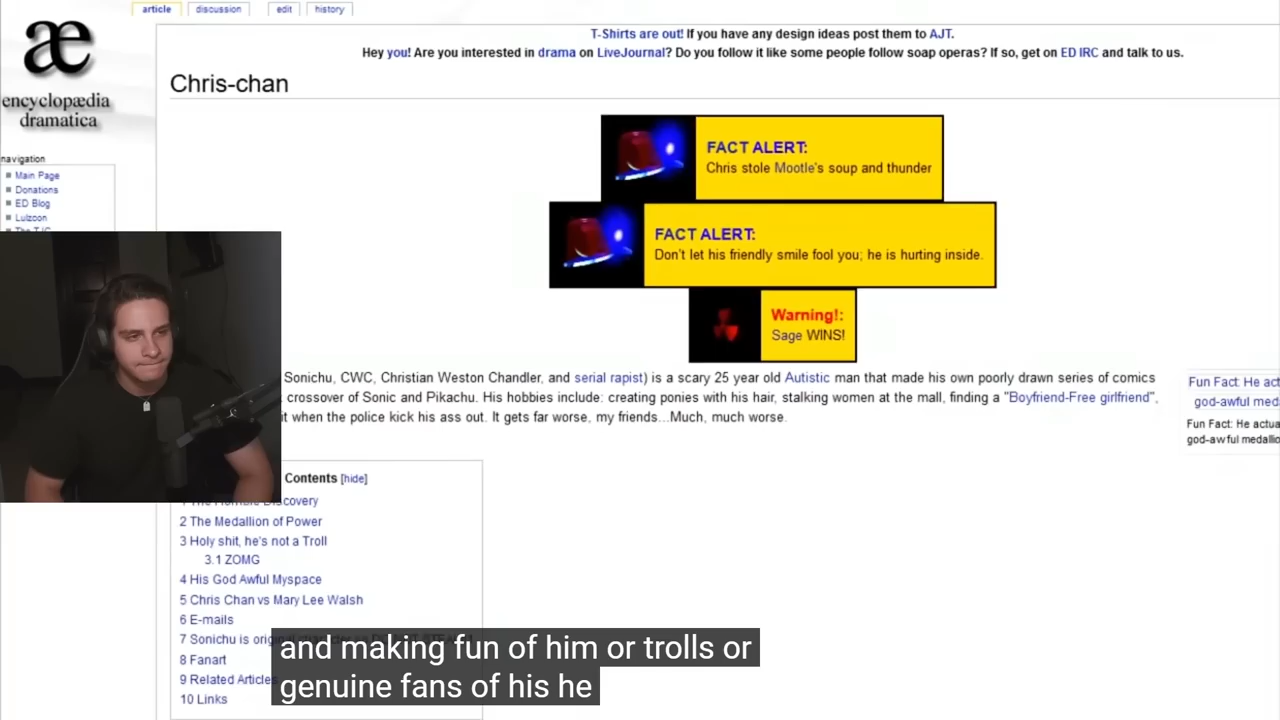 article discussion edit history
T-Shirts are out! If you have any design ideas post them to AJT.
Hey you! Are you interested in drama on LiveJournal? Do you follow it like some people follow soap operas? If so, get on ED IRC and talk to us.
æ
encyclopædia
dramatica
Chris-chan
FACT ALERT:
Chris stole Mootle's soup and thunder
FACT ALERT:
Don't let his friendly smile fool you; he is hurting inside.
Warning!:
Sage WINS!
navigation
Main Page
Donations
ED Blog
Lulzcon
Sonichu, CWC, Christian Weston Chandler, and serial rapist) is a scary 25 year old Autistic man that made his own poorly drawn series of comics
crossover of Sonic and Pikachu. His hobbies include: creating ponies with his hair, stalking women at the mall, finding a "Boyfriend-Free girlfriend",
it when the police kick his ass out. It gets far worse, my friends...Much, much worse.
Fun Fact: He act
god-awful med
Fun Fact: He actua
god-awful medallio
Contents [hide]
1 The Horrible Discovery
2 The Medallion of Power
3 Holy shit, he's not a Troll
3.1 ZOMG
4 His God Awful Myspace
5 Chris Chan vs Mary Lee Walsh
6 E-mails
7 Sonichu is orig
8 Fanart
9 Related Articles
10 Links
and making fun of him or trolls or
genuine fans of his he